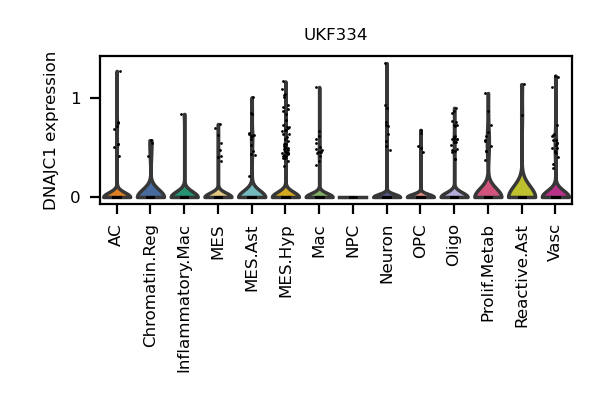 UKF334
DNAJC1 expression
1
0
AC
Chromatin.Reg
Inflammatory.Mac
MES
MES.Ast
MES.Hyp
Mac
NPC
Neuron
OPC
Oligo
Prolif.Metab
Reactive.Ast
Vasc